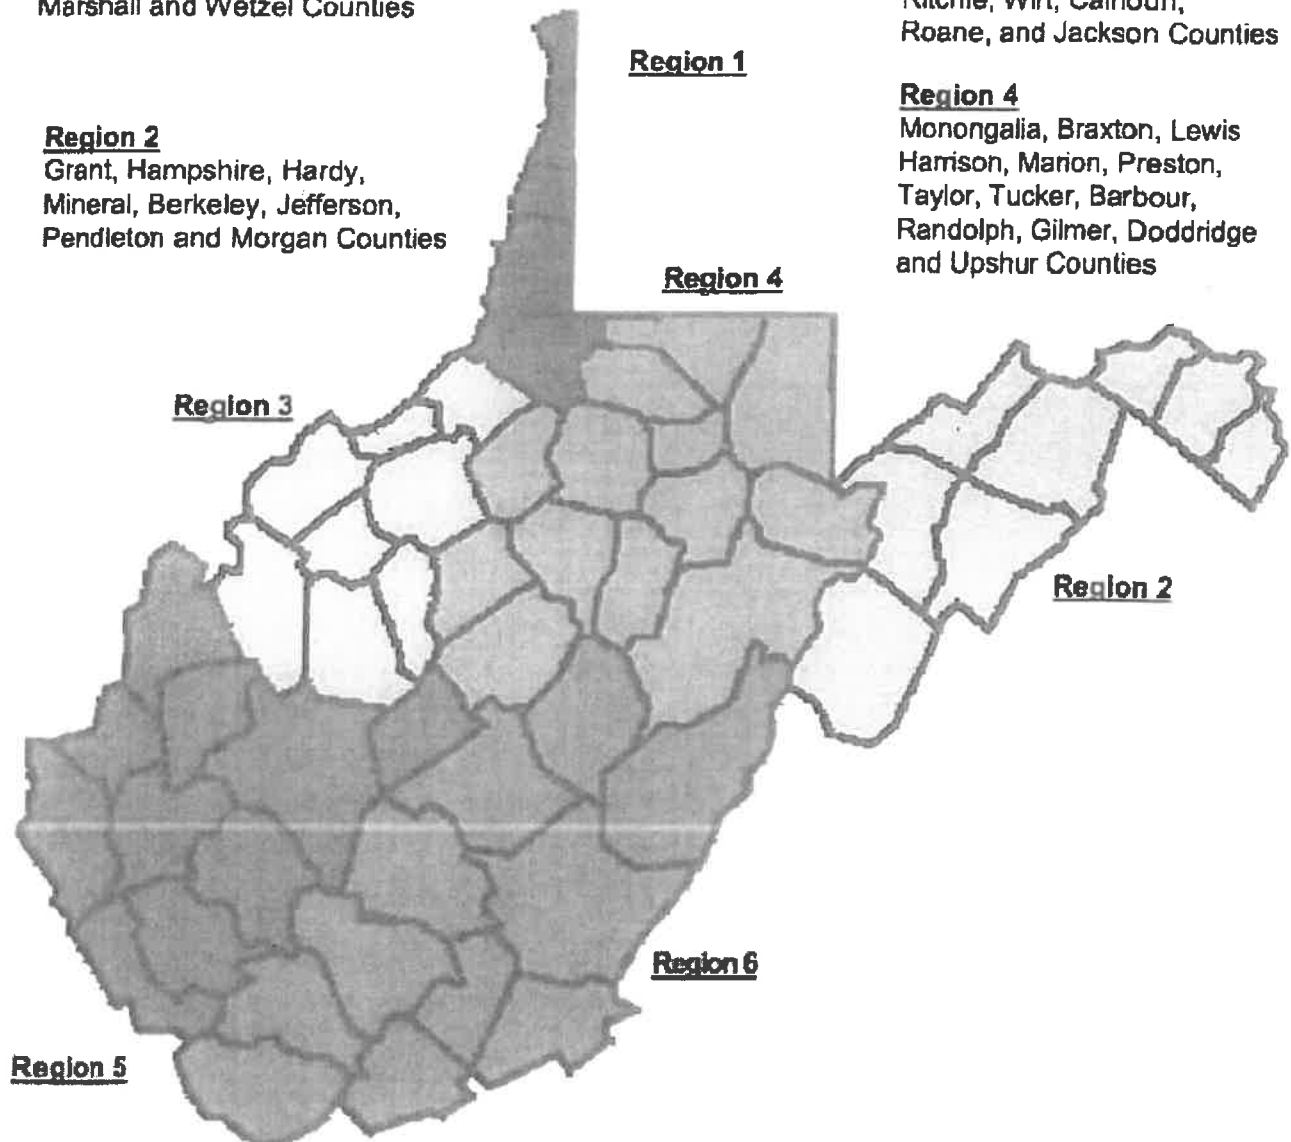 Marshall and Wetzel Counties
Ritchie, Wirt, Calhoun,
Roane, and Jackson Counties
Region 1
Region 4
Monongalia, Braxton, Lewis
Harrison, Marion, Preston,
Taylor, Tucker, Barbour,
Randolph, Gilmer, Doddridge
and Upshur Counties
Region 2
Grant, Hampshire, Hardy,
Mineral, Berkeley, Jefferson,
Pendleton and Morgan Counties
Region 4
Region 3
Region 2
Region 6
Region 5